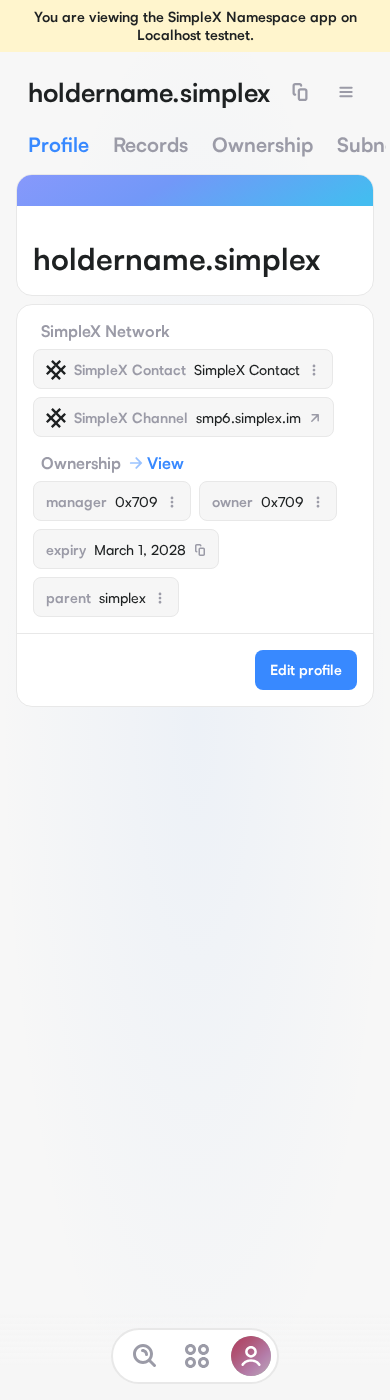 You are viewing the SimpleX Namespace app on
Localhost testnet.
holdername.simplex
Profile Records Ownership Subn
holdername.simplex
SimpleX Network
SimpleX Contact SimpleX Contact
SimpleX Channel smp6.simplex.im
Ownership → View
manager 0x709 owner 0x709
expiry March 1, 2028
parent simplex
Edit profile